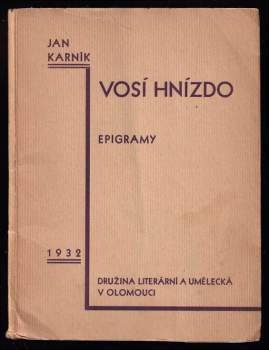 JAN
KARNÍK
VOSÍ HNÍZDO
EPIGRAMY
1932
DRUŽINA LITERÁRNÍ A UMĚLECKÁ
V OLOMOUCI